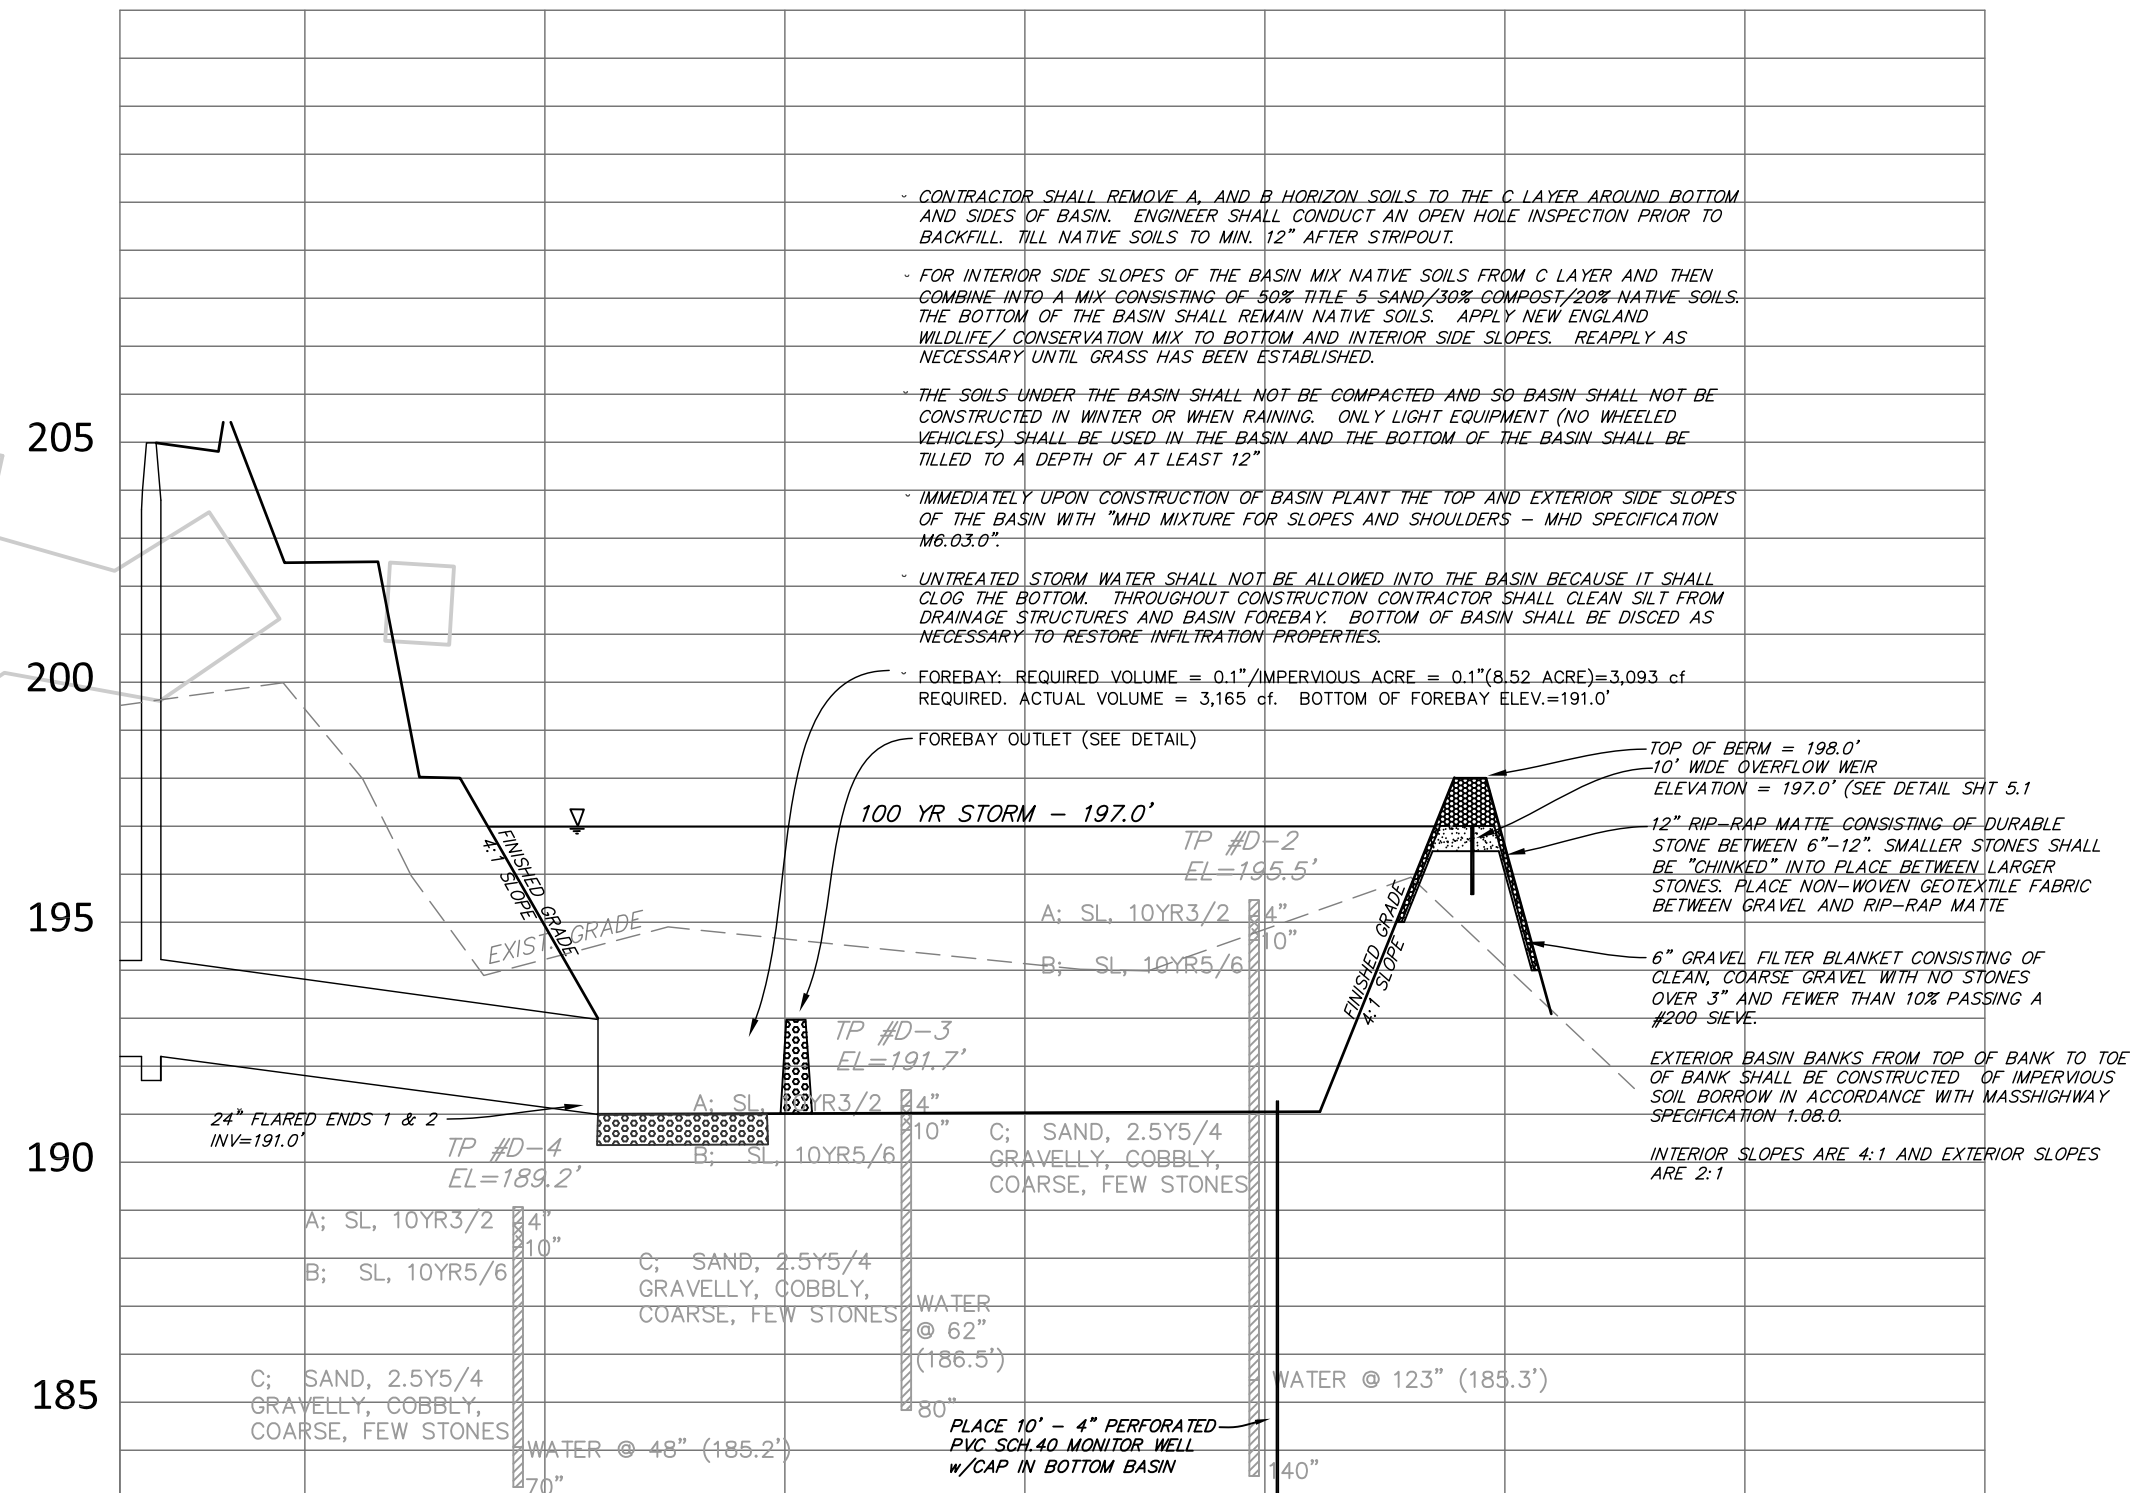 CONTRACTOR SHALL REMOVE A, AND B HORIZON SOILS TO THE C LAYER AROUND BOTTOM
AND SIDES OF BASIN. ENGINEER SHALL CONDUCT AN OPEN HOLE INSPECTION PRIOR TO
BACKFILL. TILL NATIVE SOILS TO MIN. 12" AFTER STRIPOUT.
FOR INTERIOR SIDE SLOPES OF THE BASIN MIX NATIVE SOILS FROM C LAYER AND THEN
COMBINE INTO A MIX CONSISTING OF 50% TITLE 5 SAND/30% COMPOST/20% NATIVE SOILS.
THE BOTTOM OF THE BASIN SHALL REMAIN NATIVE SOILS. APPLY NEW ENGLAND
WILDLIFE/ CONSERVATION MIX TO BOTTOM AND INTERIOR SIDE SLOPES. REAPPLY AS
NECESSARY UNTIL GRASS HAS BEEN ESTABLISHED.
THE SOILS UNDER THE BASIN SHALL NOT BE COMPACTED AND SO BASIN SHALL NOT BE
CONSTRUCTED IN WINTER OR WHEN RAINING. ONLY LIGHT EQUIPMENT (NO WHEELED
VEHICLES) SHALL BE USED IN THE BASIN AND THE BOTTOM OF THE BASIN SHALL BE
TILLED TO A DEPTH OF AT LEAST 12"
IMMEDIATELY UPON CONSTRUCTION OF BASIN PLANT THE TOP AND EXTERIOR SIDE SLOPES
OF THE BASIN WITH "MHD MIXTURE FOR SLOPES AND SHOULDERS – MHD SPECIFICATION
M6.03.0".
UNTREATED STORM WATER SHALL NOT BE ALLOWED INTO THE BASIN BECAUSE IT SHALL
CLOG THE BOTTOM. THROUGHOUT CONSTRUCTION CONTRACTOR SHALL CLEAN SILT FROM
DRAINAGE STRUCTURES AND BASIN FOREBAY. BOTTOM OF BASIN SHALL BE DISCED AS
NECESSARY TO RESTORE INFILTRATION PROPERTIES.
FOREBAY: REQUIRED VOLUME = 0.1"/IMPERVIOUS ACRE = 0.1"(8.52 ACRE)=3,093 cf
REQUIRED. ACTUAL VOLUME = 3,165 cf. BOTTOM OF FOREBAY ELEV.=191.0'
FOREBAY OUTLET (SEE DETAIL)
205
200
195
190
185
100 YR STORM – 197.0'
FINISHED GRADE
4:1 SLOPE
EXIST. GRADE
TP #D-2
EL=195.5'
A; SL, 10YR3/2
4"
10"
B; SL, 10YR5/6
C; SAND, 2.5Y5/4
GRAVELLY, COBBLY,
COARSE, FEW STONES
WATER @ 123" (185.3')
140"
TP #D-3
EL=191.7'
A; SL, 10YR3/2
4"
10"
B; SL, 10YR5/6
C; SAND, 2.5Y5/4
GRAVELLY, COBBLY,
COARSE, FEW STONES
WATER
@ 62"
(186.5')
80"
24" FLARED ENDS 1 & 2
INV=191.0'
TP #D-4
EL=189.2'
A; SL, 10YR3/2
4"
10"
B; SL, 10YR5/6
C; SAND, 2.5Y5/4
GRAVELLY, COBBLY,
COARSE, FEW STONES
WATER @ 48" (185.2')
70"
PLACE 10' – 4" PERFORATED
PVC SCH.40 MONITOR WELL
w/CAP IN BOTTOM BASIN
FINISHED GRADE
4:1 SLOPE
TOP OF BERM = 198.0'
10' WIDE OVERFLOW WEIR
ELEVATION = 197.0' (SEE DETAIL SHT 5.1
12" RIP-RAP MATTE CONSISTING OF DURABLE
STONE BETWEEN 6"-12". SMALLER STONES SHALL
BE "CHINKED" INTO PLACE BETWEEN LARGER
STONES. PLACE NON-WOVEN GEOTEXTILE FABRIC
BETWEEN GRAVEL AND RIP-RAP MATTE
6" GRAVEL FILTER BLANKET CONSISTING OF
CLEAN, COARSE GRAVEL WITH NO STONES
OVER 3" AND FEWER THAN 10% PASSING A
#200 SIEVE.
EXTERIOR BASIN BANKS FROM TOP OF BANK TO TOE
OF BANK SHALL BE CONSTRUCTED OF IMPERVIOUS
SOIL BORROW IN ACCORDANCE WITH MASSHIGHWAY
SPECIFICATION 1.08.0.
INTERIOR SLOPES ARE 4:1 AND EXTERIOR SLOPES
ARE 2:1